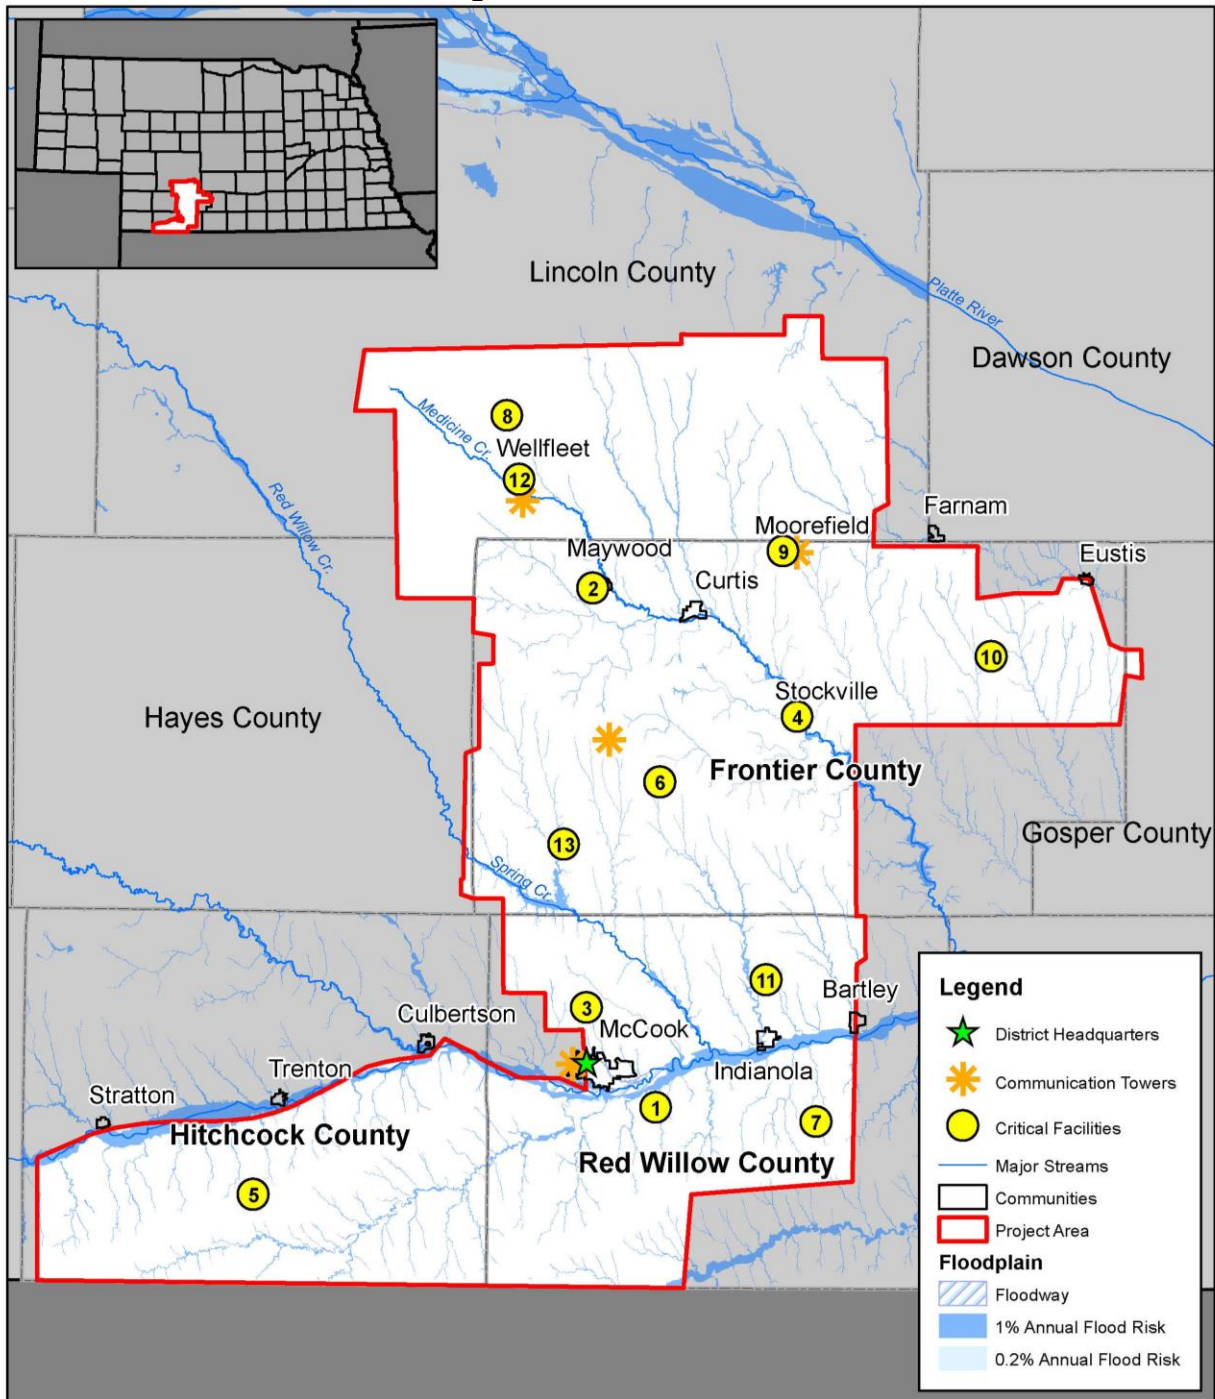 Lincoln County
Platte River
Dawson County
8
Medicine Cr.
Wellfleet
12
Red Willow Cr.
Farnam
Moorefield
9
Maywood
Eustis
Curtis
2
10
Stockville
4
Hayes County
Frontier County
6
Gosper County
13
Spring Cr.
11
Bartley
3
Culbertson
McCook
Trenton
Indianola
Stratton
1
7
Hitchcock County
Red Willow County
5
Legend
District Headquarters
Communication Towers
Critical Facilities
Major Streams
Communities
Project Area
Floodplain
Floodway
1% Annual Flood Risk
0.2% Annual Flood Risk